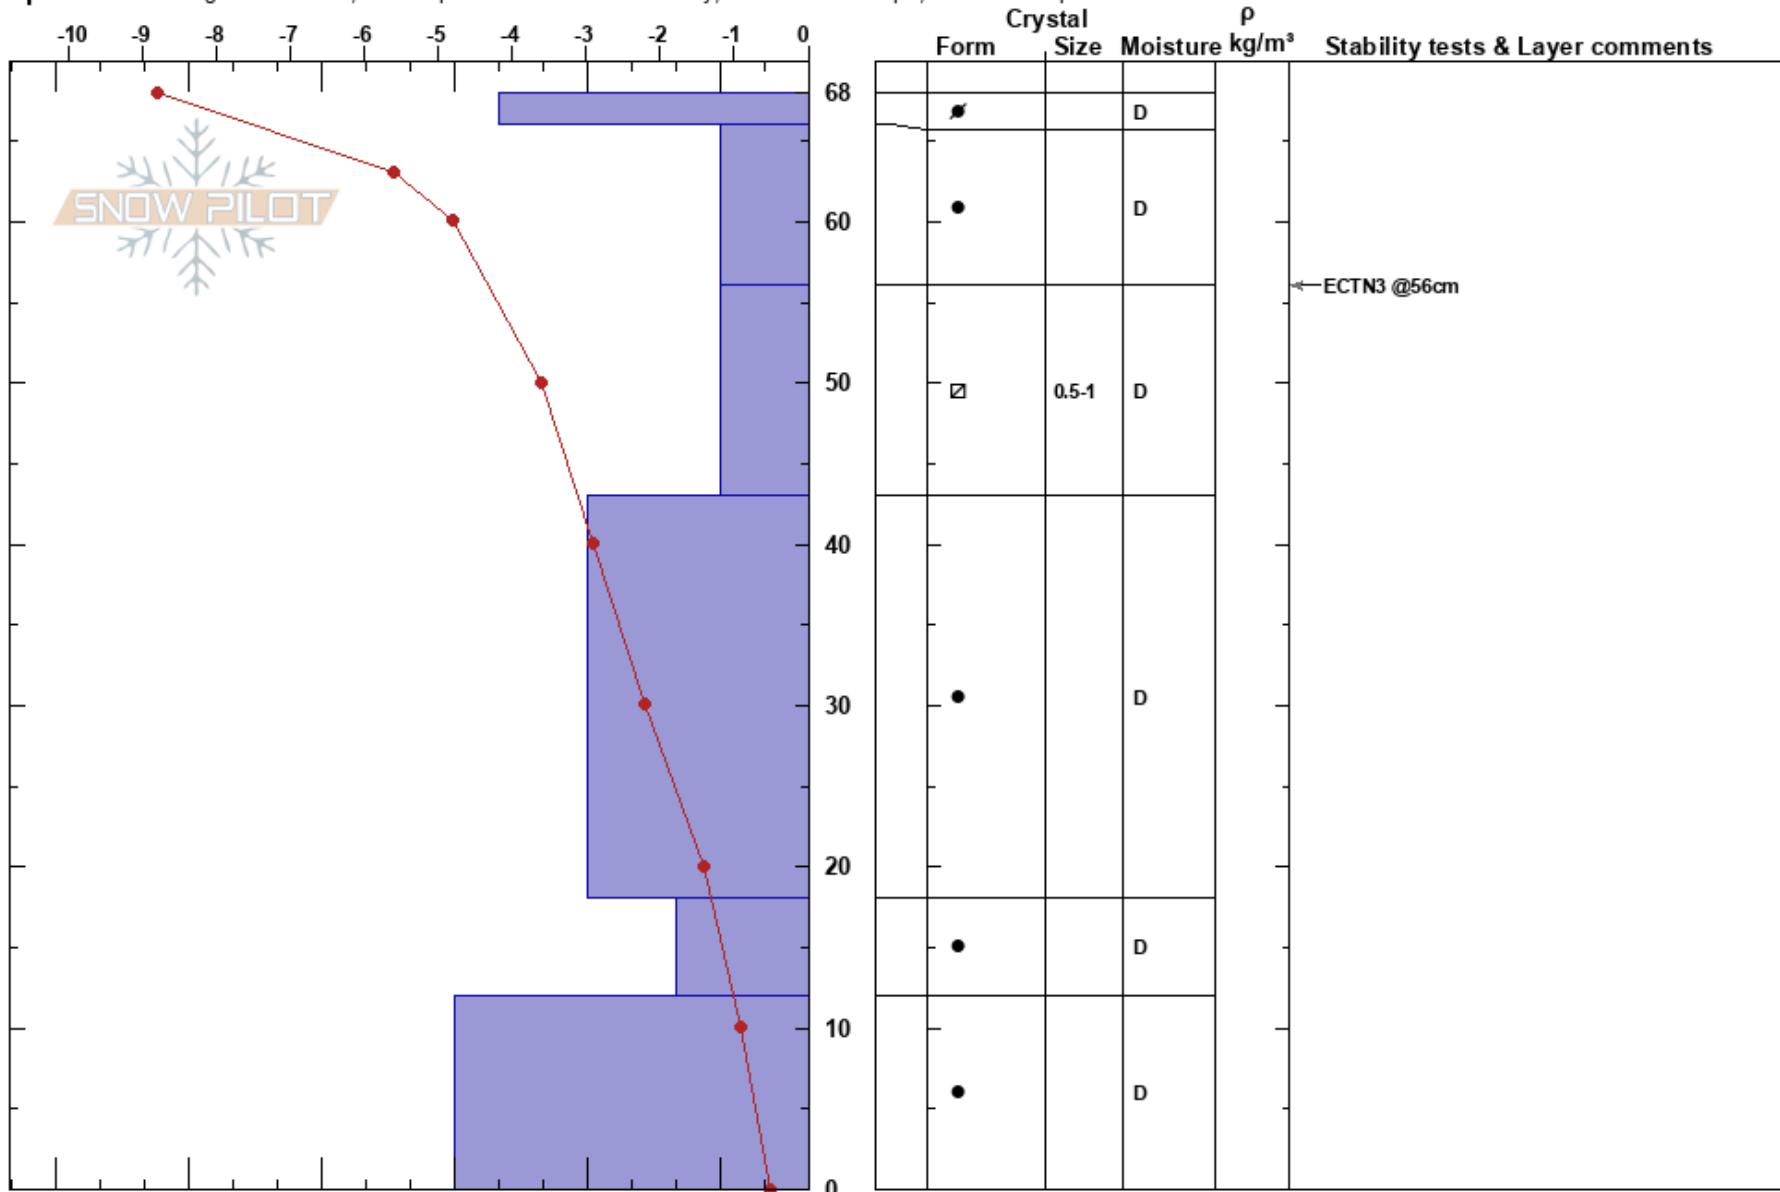 Crystal ρ
-10 -9 -8 -7 -6 -5 -4 -3 -2 -1 0 Form Size Moisture kg/m³ Stability tests & Layer comments
68 D
SNOW PILOT
60 D
ECTN3 @56cm
50 0.5-1 D
40
30 D
20
D
10
D
0